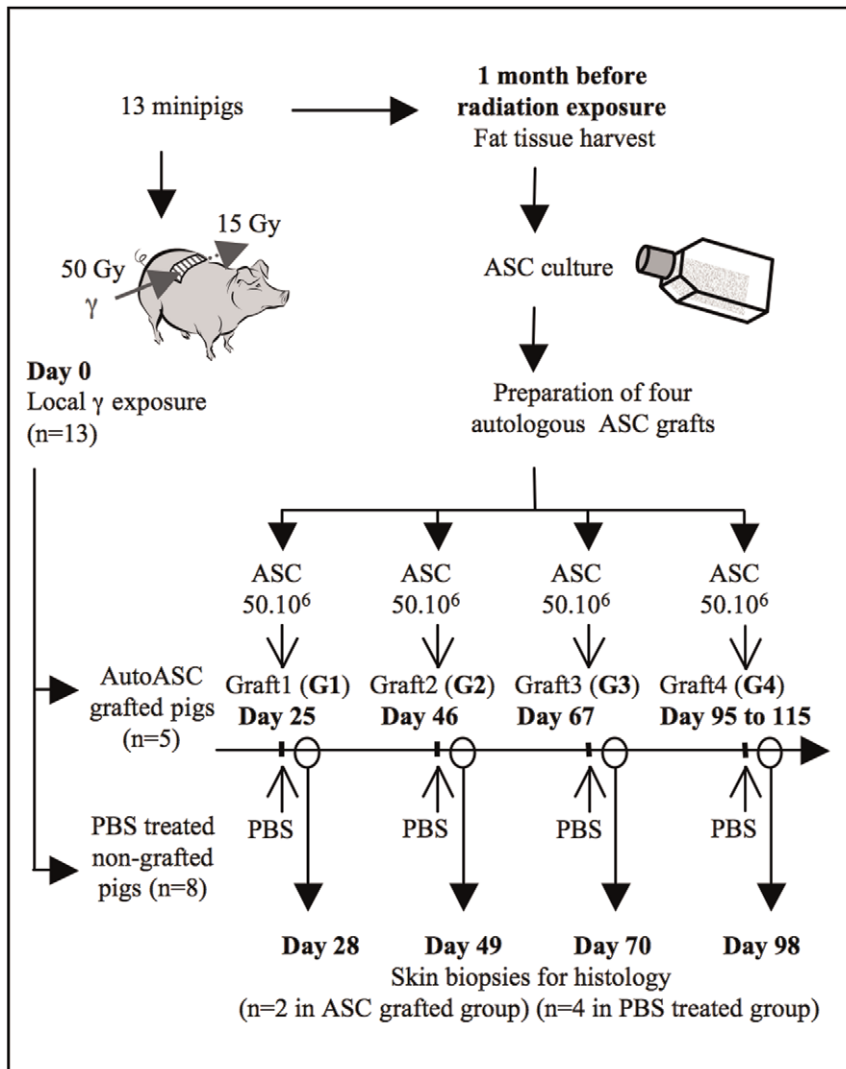 13 minipigs
1 month before
radiation exposure
Fat tissue harvest
15 Gy
50 Gy
γ
ASC culture
Day 0
Local γ exposure
(n=13)
Preparation of four
autologous ASC grafts
ASC
50.10⁶
ASC
50.10⁶
ASC
50.10⁶
ASC
50.10⁶
AutoASC
grafted pigs
(n=5)
Graft1 (G1)
Day 25
Graft2 (G2)
Day 46
Graft3 (G3)
Day 67
Graft4 (G4)
Day 95 to 115
PBS treated
non-grafted
pigs (n=8)
PBS
PBS
PBS
PBS
Day 28
Day 49
Day 70
Day 98
Skin biopsies for histology
(n=2 in ASC grafted group) (n=4 in PBS treated group)